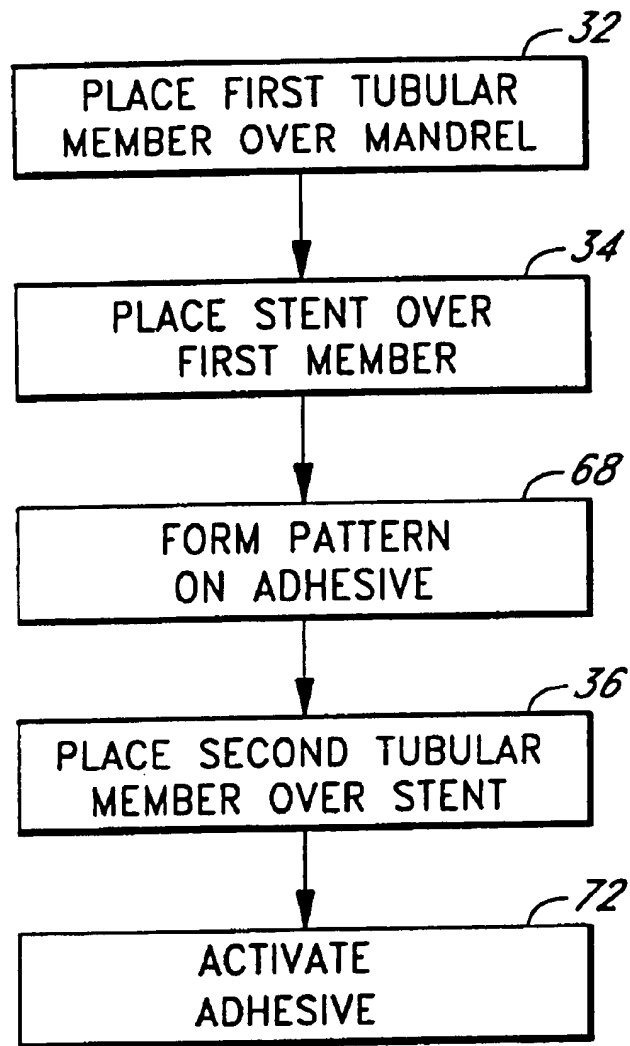 32
PLACE FIRST TUBULAR
MEMBER OVER MANDREL
34
PLACE STENT OVER
FIRST MEMBER
68
FORM PATTERN
ON ADHESIVE
36
PLACE SECOND TUBULAR
MEMBER OVER STENT
72
ACTIVATE
ADHESIVE